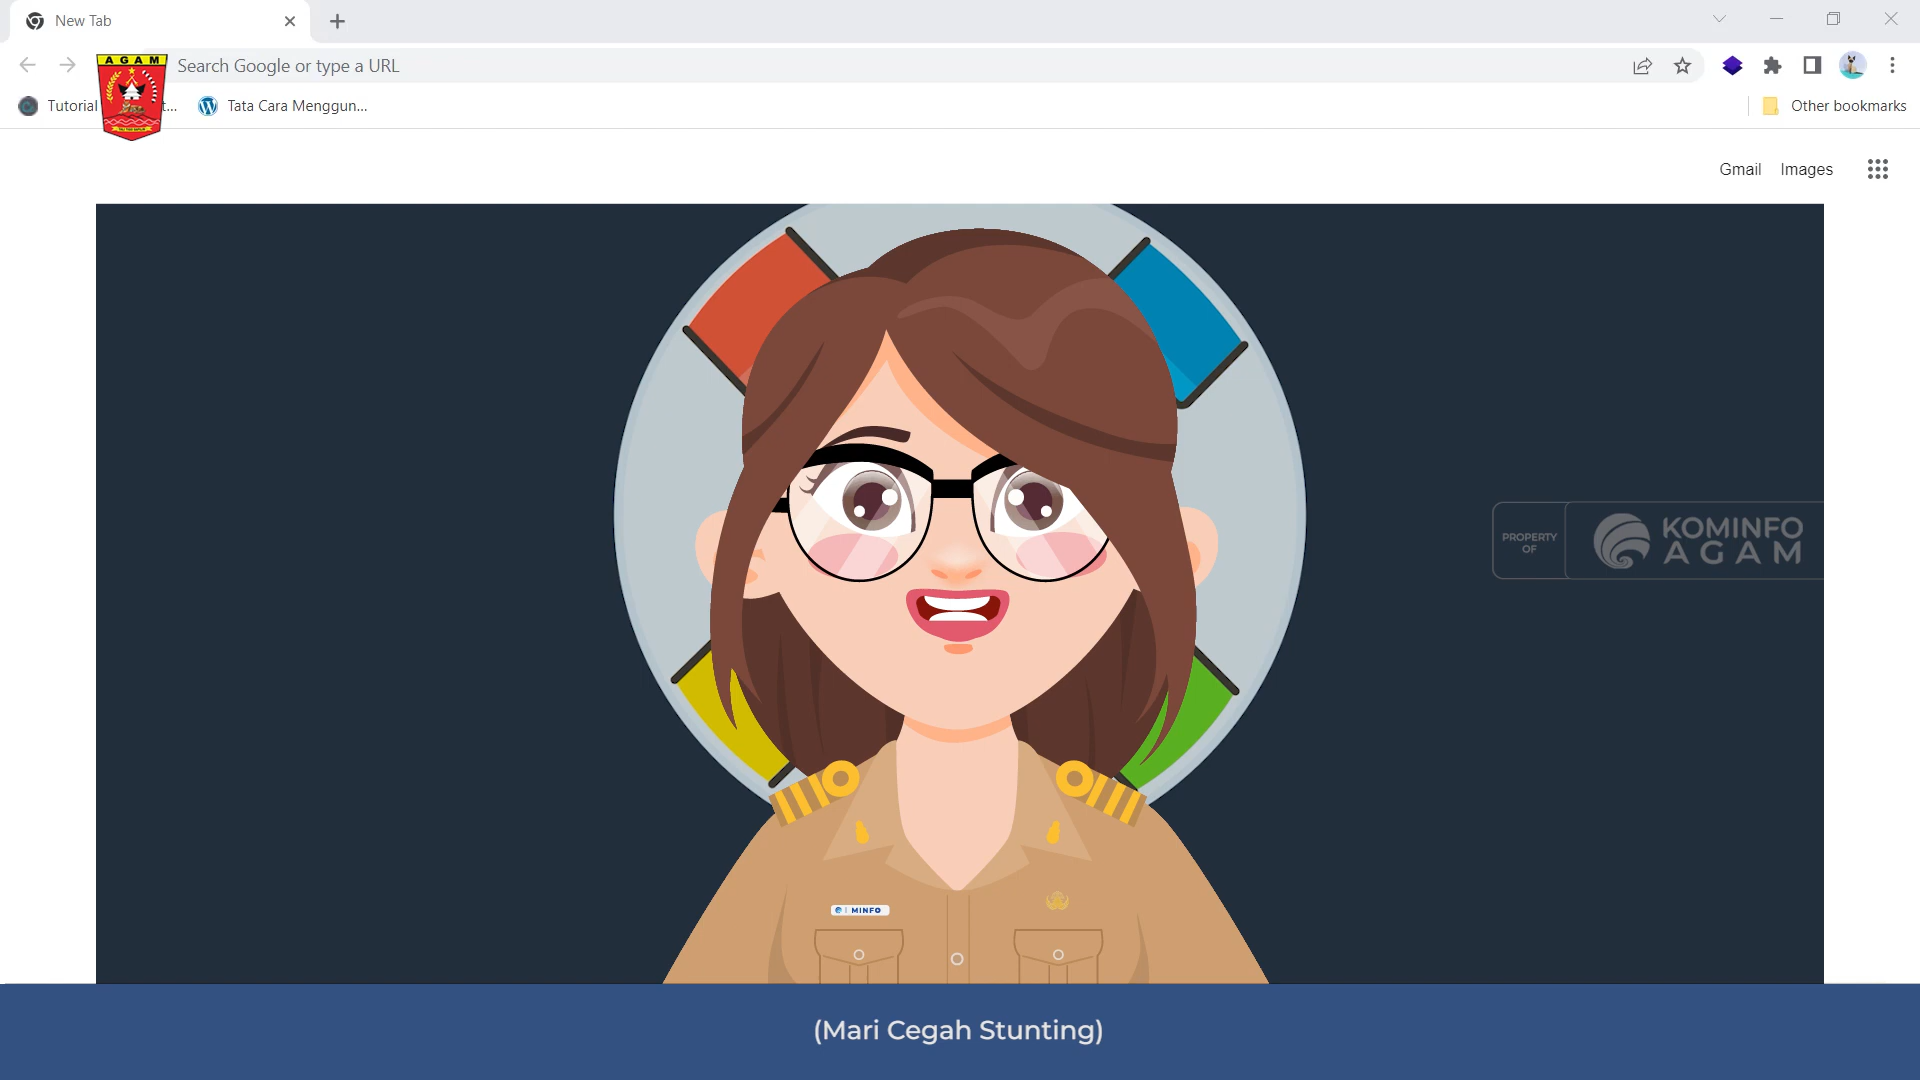 New Tab
AGAM
Search Google or type a URL
Tutorial
t...
Tata Cara Menggun...
Other bookmarks
Gmail
Images
PROPERTY
OF
KOMINFO
AGAM
MINFO
(Mari Cegah Stunting)